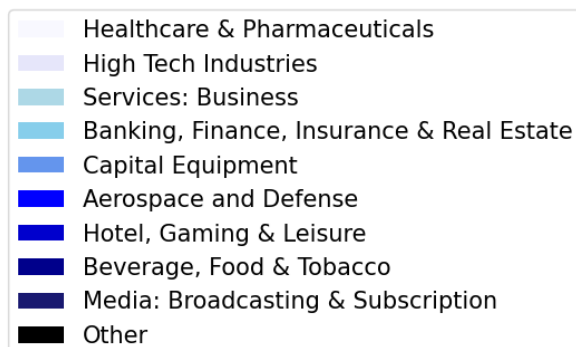 Healthcare & Pharmaceuticals
High Tech Industries
Services: Business
Banking, Finance, Insurance & Real Estate
Capital Equipment
Aerospace and Defense
Hotel, Gaming & Leisure
Beverage, Food & Tobacco
Media: Broadcasting & Subscription
Other